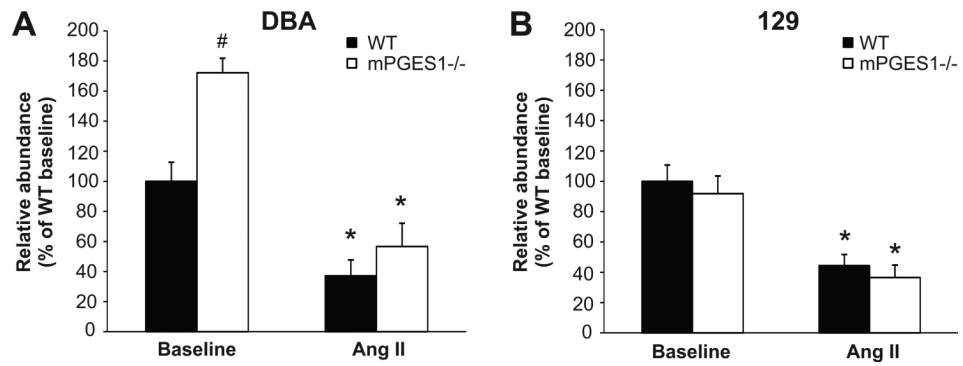 A
DBA
Relative abundance
(% of WT baseline)
200
180
160
140
120
100
80
60
40
20
0
WT
mPGES1-/-
#
*
*
Baseline
Ang II
B
129
Relative abundance
(% of WT baseline)
200
180
160
140
120
100
80
60
40
20
0
WT
mPGES1-/-
*
*
Baseline
Ang II